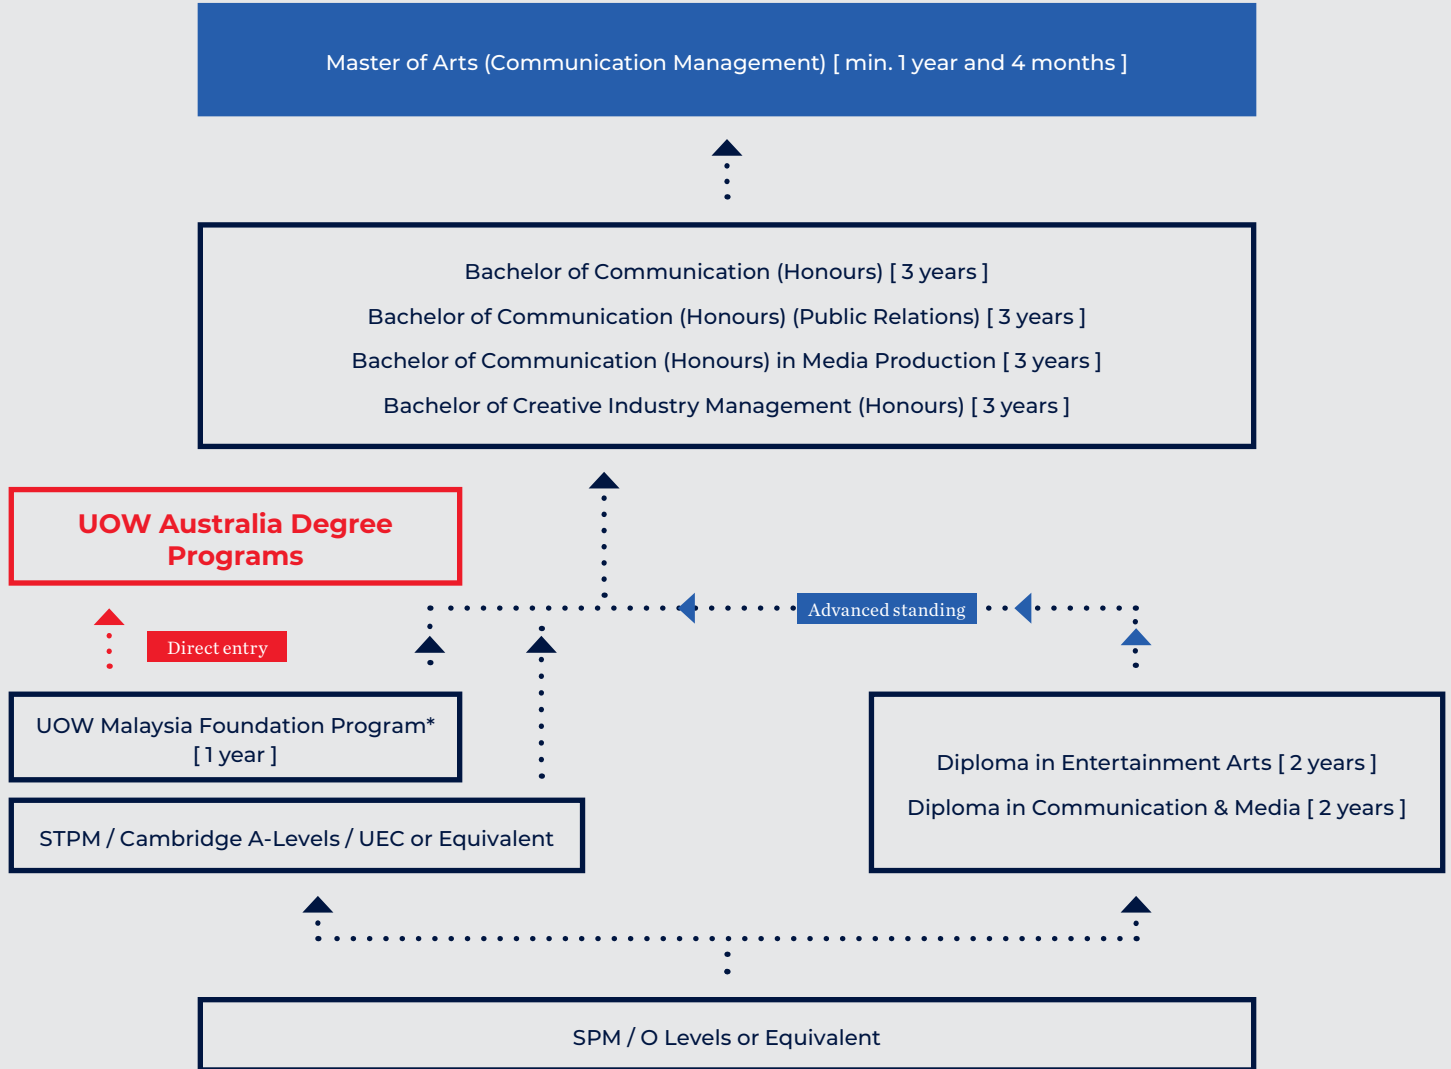 Master of Arts (Communication Management) [ min. 1 year and 4 months ]
Bachelor of Communication (Honours) [ 3 years ]
Bachelor of Communication (Honours) (Public Relations) [ 3 years ]
Bachelor of Communication (Honours) in Media Production [ 3 years ]
Bachelor of Creative Industry Management (Honours) [ 3 years ]
UOW Australia Degree
Programs
Advanced standing
Direct entry
UOW Malaysia Foundation Program*
[ 1 year ]
STPM / Cambridge A-Levels / UEC or Equivalent
Diploma in Entertainment Arts [ 2 years ]
Diploma in Communication & Media [ 2 years ]
SPM / O Levels or Equivalent